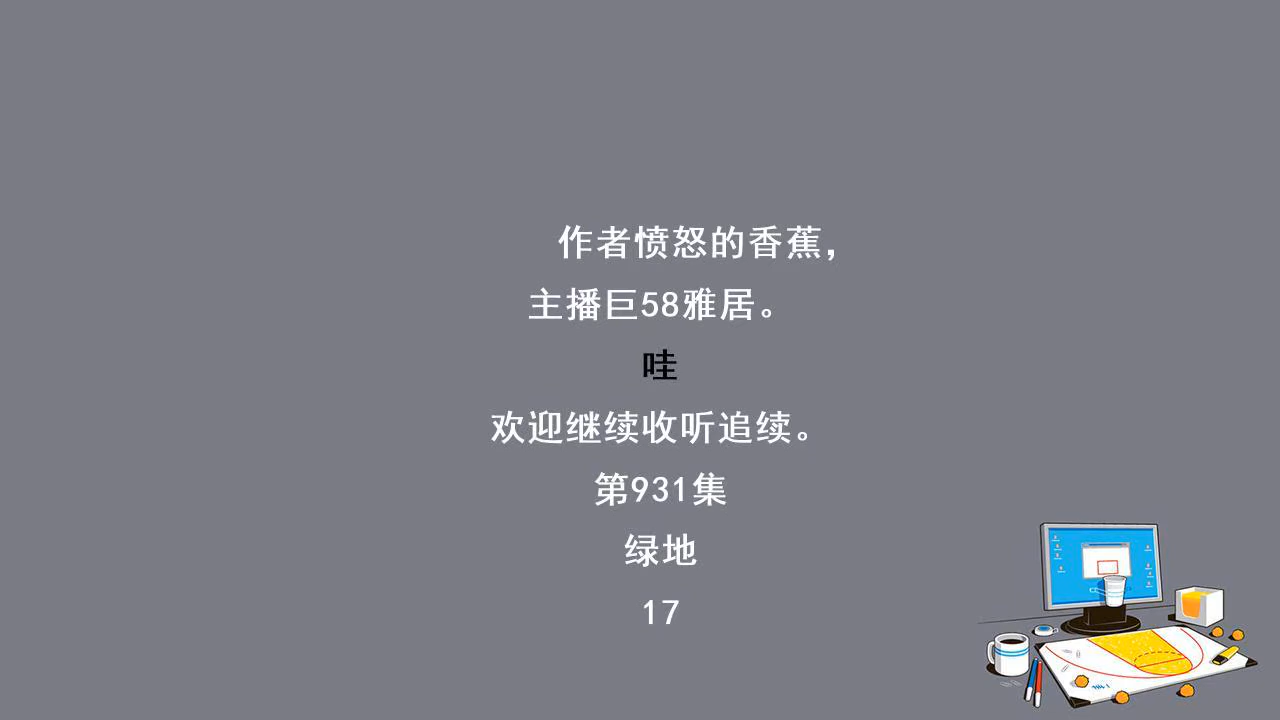 作者愤怒的香蕉，
主播巨58雅居。
哇
欢迎继续收听追续。
第931集
绿地
17